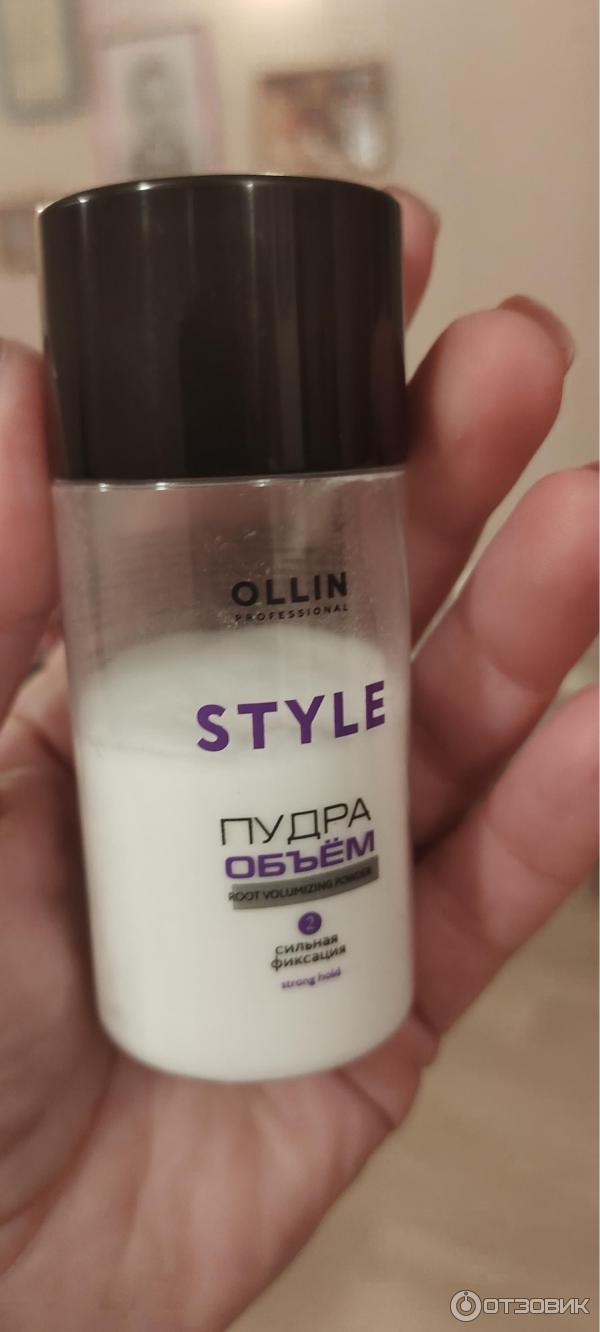 OLLIN
PROFESSIONAL
STYLE
ПУДРА
ОБЪЁМ
ROOT VOLUMIZING POWDER
2
сильная
фиксация
strong hold
ОТЗОВИК